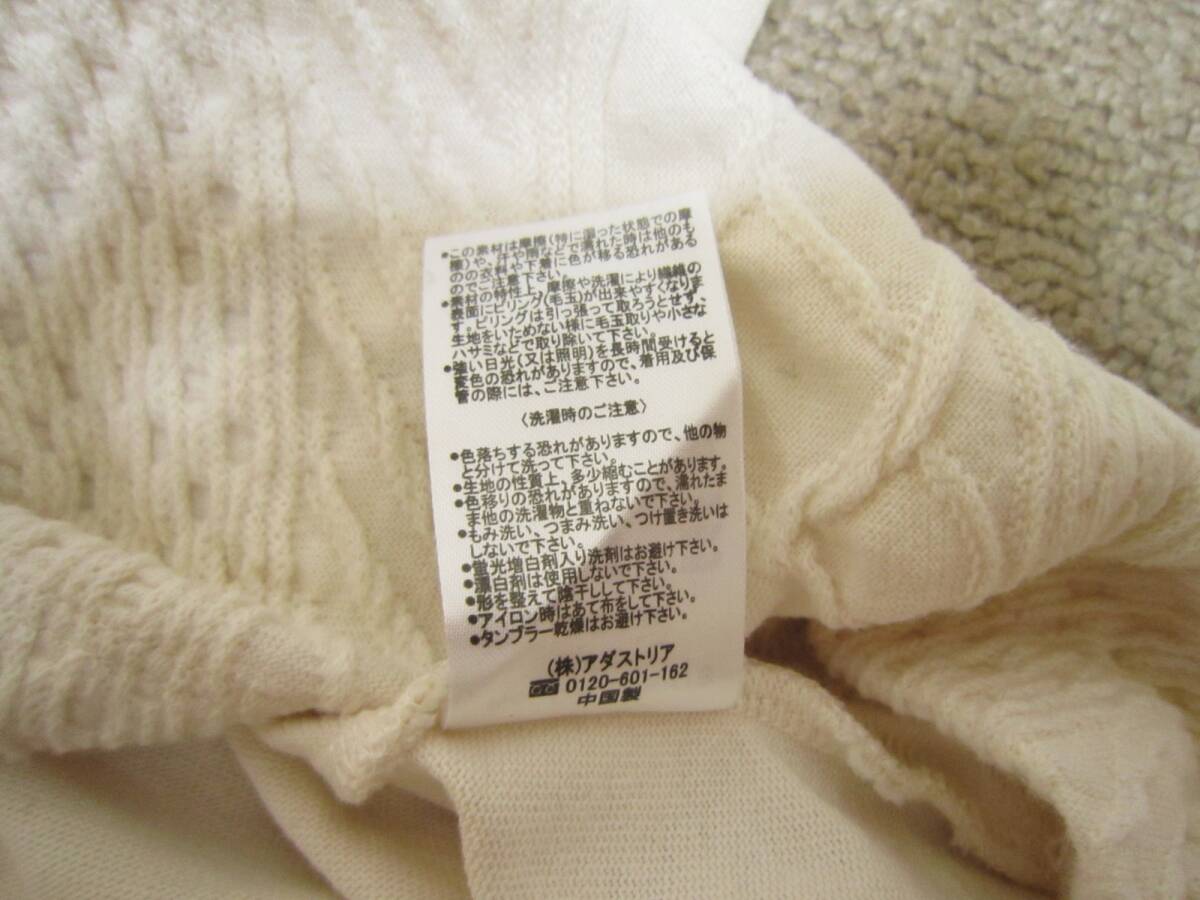 ●この素材は摩擦(特に湿った状態での摩
擦)や、汗や雨などで濡れた時は他のも
のの衣料や下着に色が移る恐れがある
のでご注意下さい。
●素材の特性上、摩擦や洗濯により繊維の
表面にピリング(毛玉)が出来やすくなりま
す。ピリングは引っ張って取ろうとせず、
生地をいためない様に毛玉取りや小さな
ハサミなどで取り除いて下さい。
●強い日光(又は照明)を長時間受けると
変色の恐れがありますので、着用及び保
管の際には、ご注意下さい。
〈洗濯時のご注意〉
●色落ちする恐れがありますので、他の物
と分けて洗って下さい。
●生地の性質上、多少縮むことがあります。
●色移りの恐れがありますので、濡れたま
ま他の洗濯物と重ねないで下さい。
●もみ洗い、つまみ洗い、つけ置き洗いは
しないで下さい。
●蛍光増白剤入り洗剤はお避け下さい。
●漂白剤は使用しないで下さい。
●形を整えて陰干しして下さい。
●アイロン時はあて布をして下さい。
●タンブラー乾燥はお避け下さい。
(株)アダストリア
0120-601-162
中国製